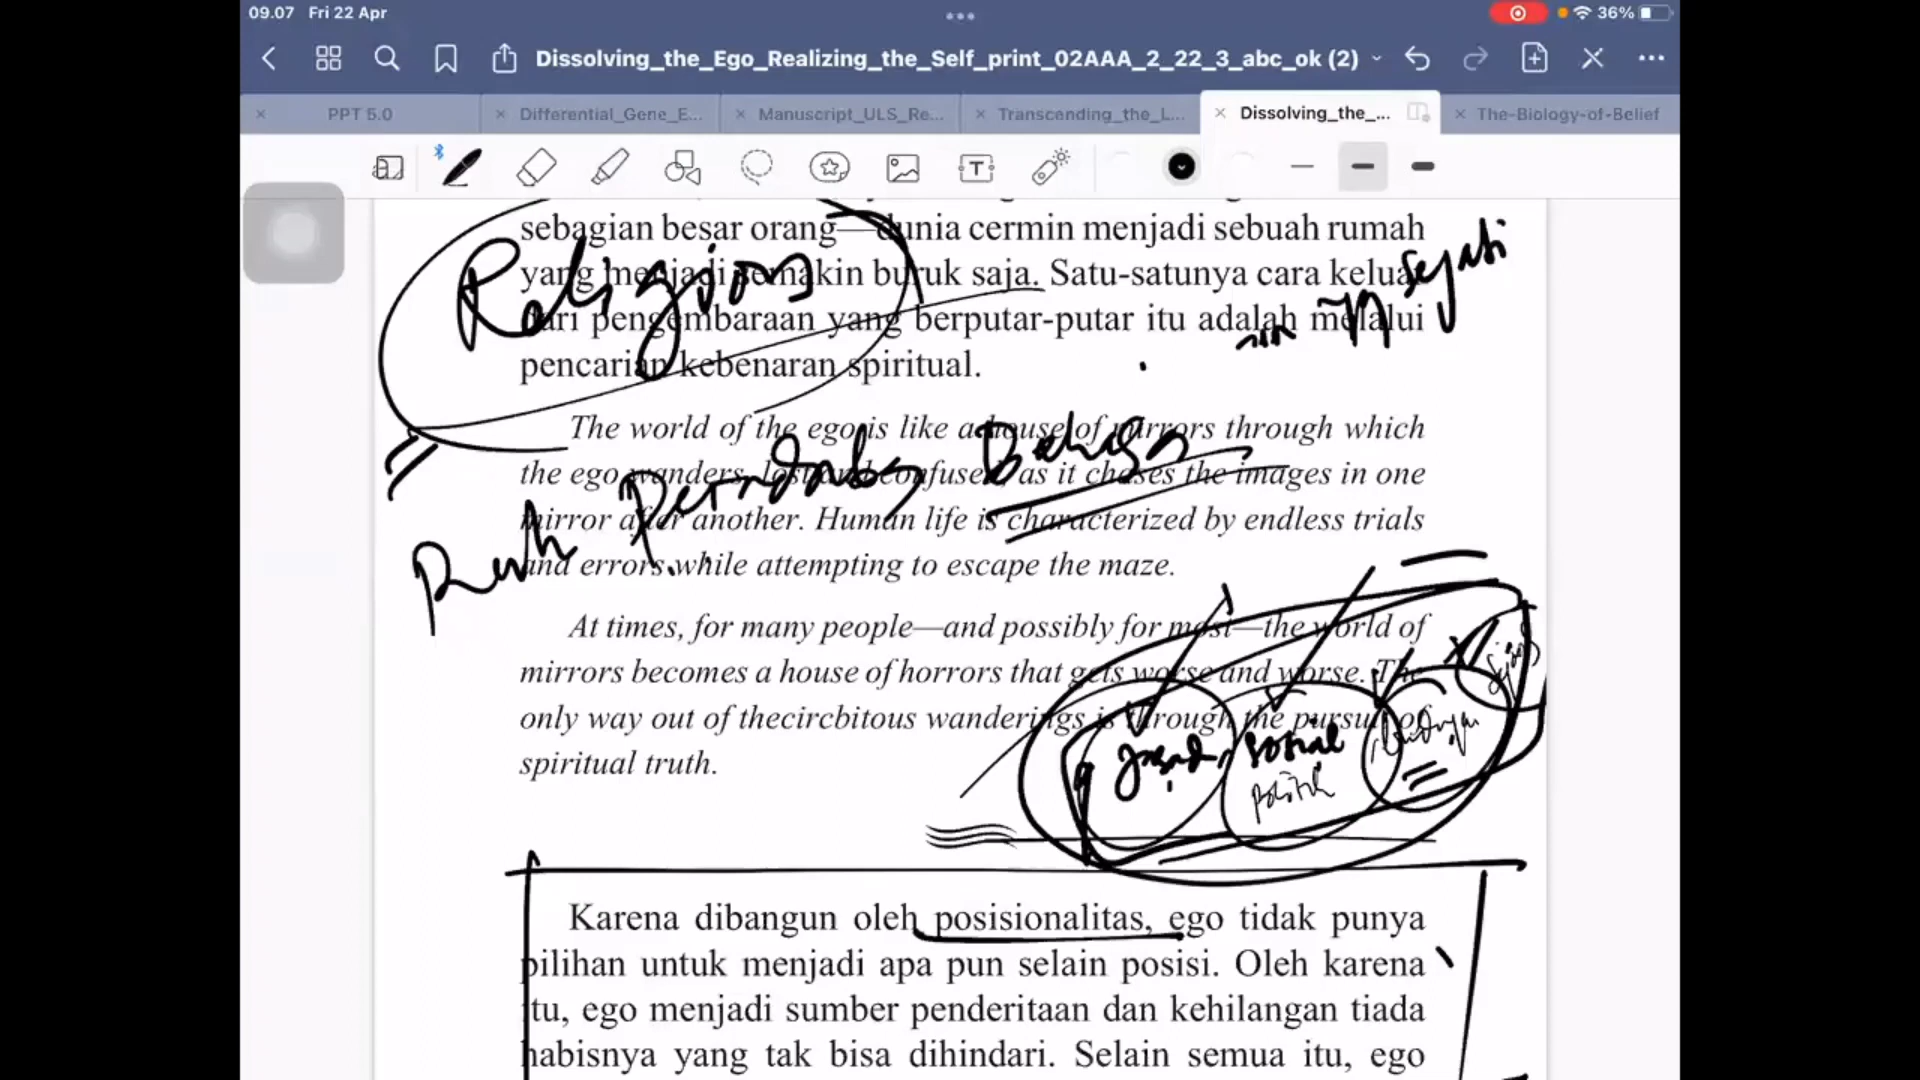 09.07 Fri 22 Apr
36%
Dissolving_the_Ego_Realizing_the_Self_print_02AAA_2_22_3_abc_ok (2)
PPT 5.0
Differential_Gene_E...
Manuscript_ULS_Re...
Transcending_the_L...
Dissolving_the_...
The-Biology-of-Belief
sebagian besar orang—dunia cermin menjadi sebuah rumah
yang menjadi semakin buruk saja. Satu-satunya cara keluar
dari pengembaraan yang berputar-putar itu adalah melalui
pencarian kebenaran spiritual.
Religious
yg sejati
The world of the ego is like a house of mirrors through which
the ego wanders, lost and confused, as it chases the images in one
mirror after another. Human life is characterized by endless trials
and errors while attempting to escape the maze.
Bahasa
At times, for many people—and possibly for most—the world of
mirrors becomes a house of horrors that gets worse and worse. The
only way out of thecircbitous wanderings is through the pursuit of
spiritual truth.
sosial
politik
Karena dibangun oleh posisionalitas, ego tidak punya
pilihan untuk menjadi apa pun selain posisi. Oleh karena
itu, ego menjadi sumber penderitaan dan kehilangan tiada
habisnya yang tak bisa dihindari. Selain semua itu, ego